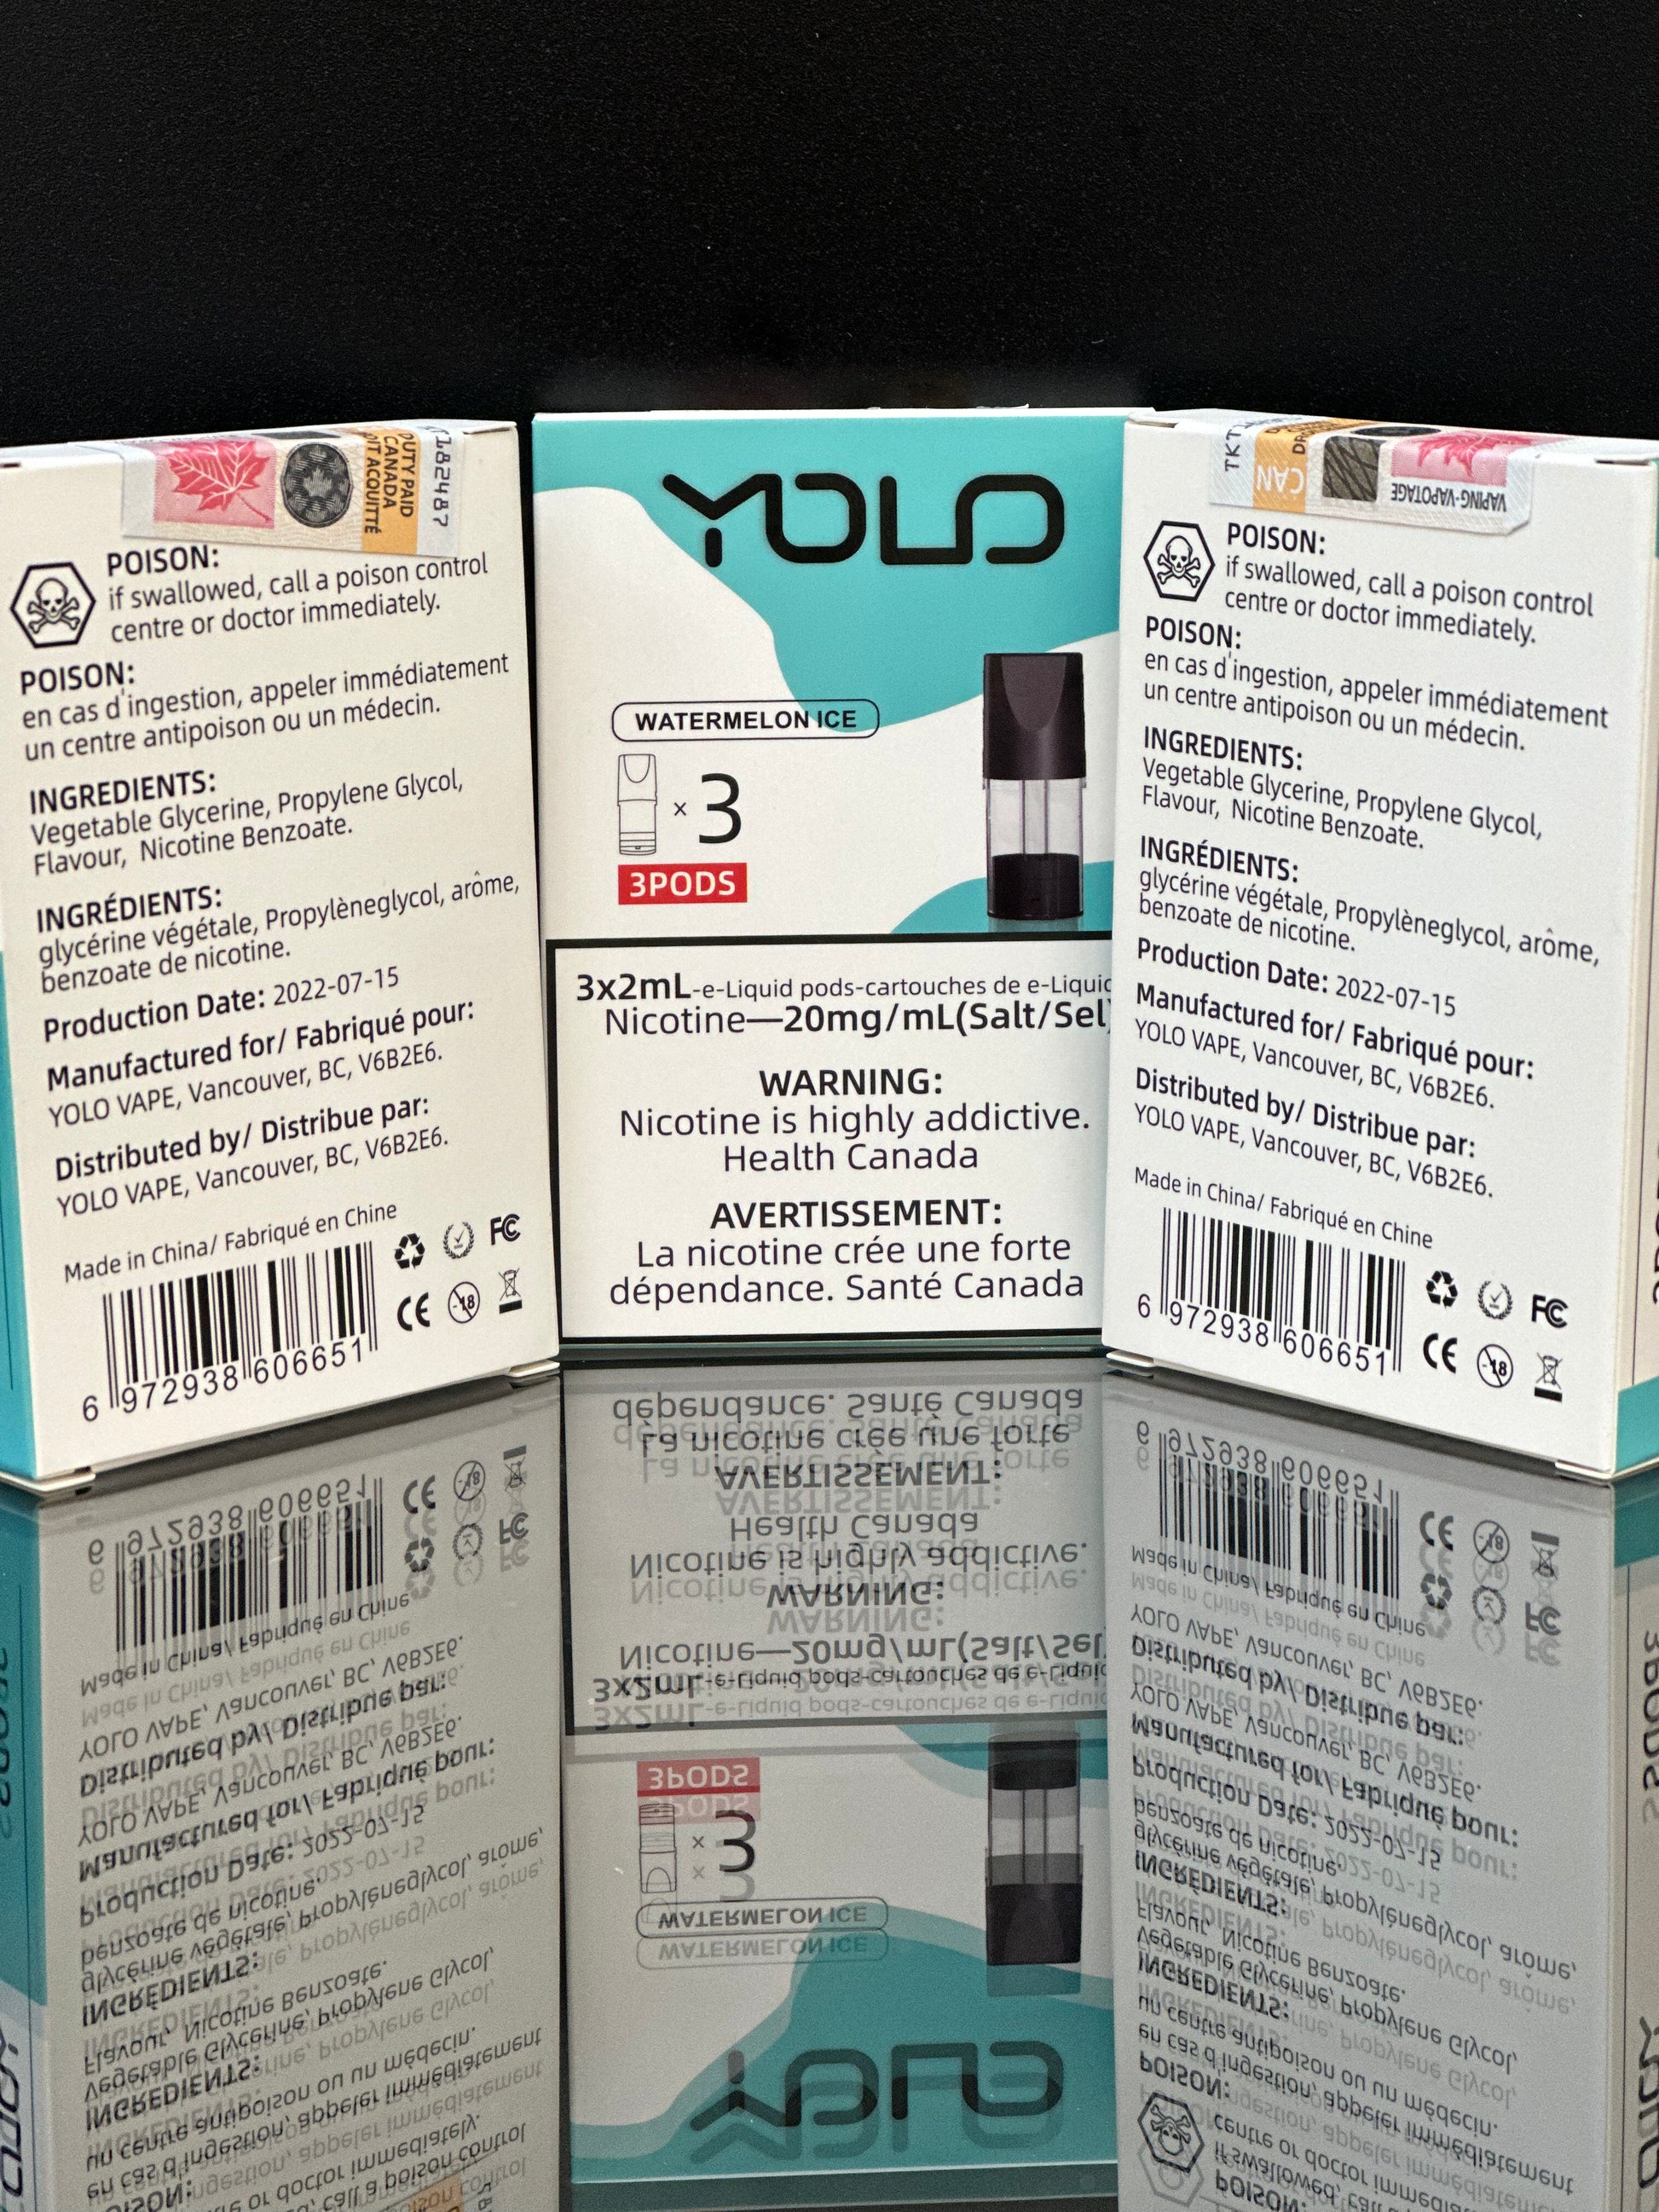 DUTY PAID
CANADA
DROIT ACQUITTÉ
182487
POISON:
if swallowed, call a poison control
centre or doctor immediately.
POISON:
en cas d'ingestion, appeler immédiatement
un centre antipoison ou un médecin.
INGREDIENTS:
Vegetable Glycerine, Propylene Glycol,
Flavour, Nicotine Benzoate.
INGRÉDIENTS:
glycérine végétale, Propylèneglycol, arôme,
benzoate de nicotine.
Production Date: 2022-07-15
Manufactured for/ Fabriqué pour:
YOLO VAPE, Vancouver, BC, V6B2E6.
Distributed by/ Distribue par:
YOLO VAPE, Vancouver, BC, V6B2E6.
Made in China/ Fabriqué en Chine
6 972938 606651
FC
CE
-18
YOLO
WATERMELON ICE
× 3
3PODS
3x2mL-e-Liquid pods-cartouches de e-Liquid
Nicotine—20mg/mL(Salt/Sel)
WARNING:
Nicotine is highly addictive.
Health Canada
AVERTISSEMENT:
La nicotine crée une forte
dépendance. Santé Canada
TKT
CAN
VAPING-VAPOTAGE
POISON:
if swallowed, call a poison control
centre or doctor immediately.
POISON:
en cas d'ingestion, appeler immédiatement
un centre antipoison ou un médecin.
INGREDIENTS:
Vegetable Glycerine, Propylene Glycol,
Flavour, Nicotine Benzoate.
INGRÉDIENTS:
glycérine végétale, Propylèneglycol, arôme,
benzoate de nicotine.
Production Date: 2022-07-15
Manufactured for/ Fabriqué pour:
YOLO VAPE, Vancouver, BC, V6B2E6.
Distributed by/ Distribue par:
YOLO VAPE, Vancouver, BC, V6B2E6.
Made in China/ Fabriqué en Chine
6 972938 606651
FC
CE
-18